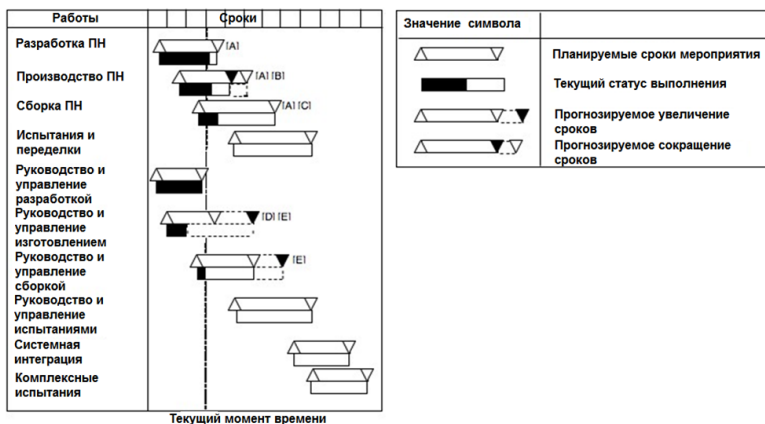 Работы Сроки
Разработка ПН [A]
Производство ПН [A] [B]
Сборка ПН [A] [C]
Испытания и
переделки
Руководство и
управление
разработкой
Руководство и
управление
изготовлением
[D] [E]
Руководство и
управление
сборкой
[E]
Руководство и
управление
испытаниями
Системная
интеграция
Комплексные
испытания
Текущий момент времени
Значение символа
Планируемые сроки мероприятия
Текущий статус выполнения
Прогнозируемое увеличение
сроков
Прогнозируемое сокращение
сроков